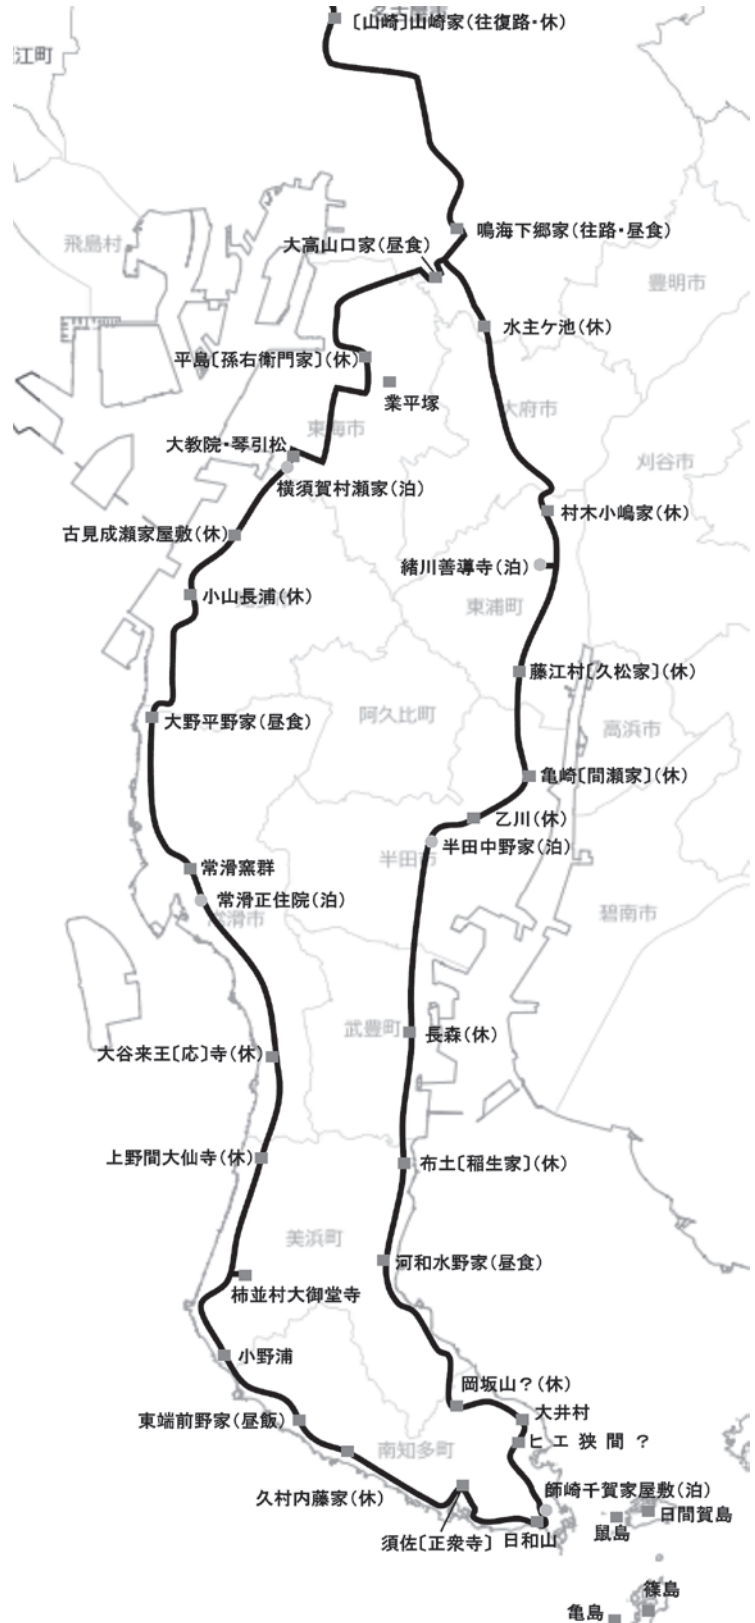 〔山崎〕山崎家(往復路・休)
江町
鳴海下郷家(往路・昼食)
大高山口家(昼食)
飛島村
豊明市
水主ケ池(休)
平島〔孫右衛門家〕(休)
業平塚
大府市
東海市
大教院・琴引松
刈谷市
横須賀村瀬家(泊)
村木小嶋家(休)
古見成瀬家屋敷(休)
緒川善導寺(泊)
小山長浦(休)
東浦町
藤江村〔久松家〕(休)
大野平野家(昼食)
阿久比町
高浜市
亀崎〔間瀬家〕(休)
乙川(休)
半田中野家(泊)
半田市
常滑窯群
常滑正住院(泊)
常滑市
碧南市
武豊町
長森(休)
大谷来王〔応〕寺(休)
上野間大仙寺(休)
布土〔稲生家〕(休)
美浜町
河和水野家(昼食)
柿並村大御堂寺
小野浦
岡坂山?(休)
大井村
東端前野家(昼飯)
ヒエ狭間?
南知多町
久村内藤家(休)
師崎千賀家屋敷(泊)
日間賀島
鼠島
須佐〔正衆寺〕
日和山
篠島
亀島